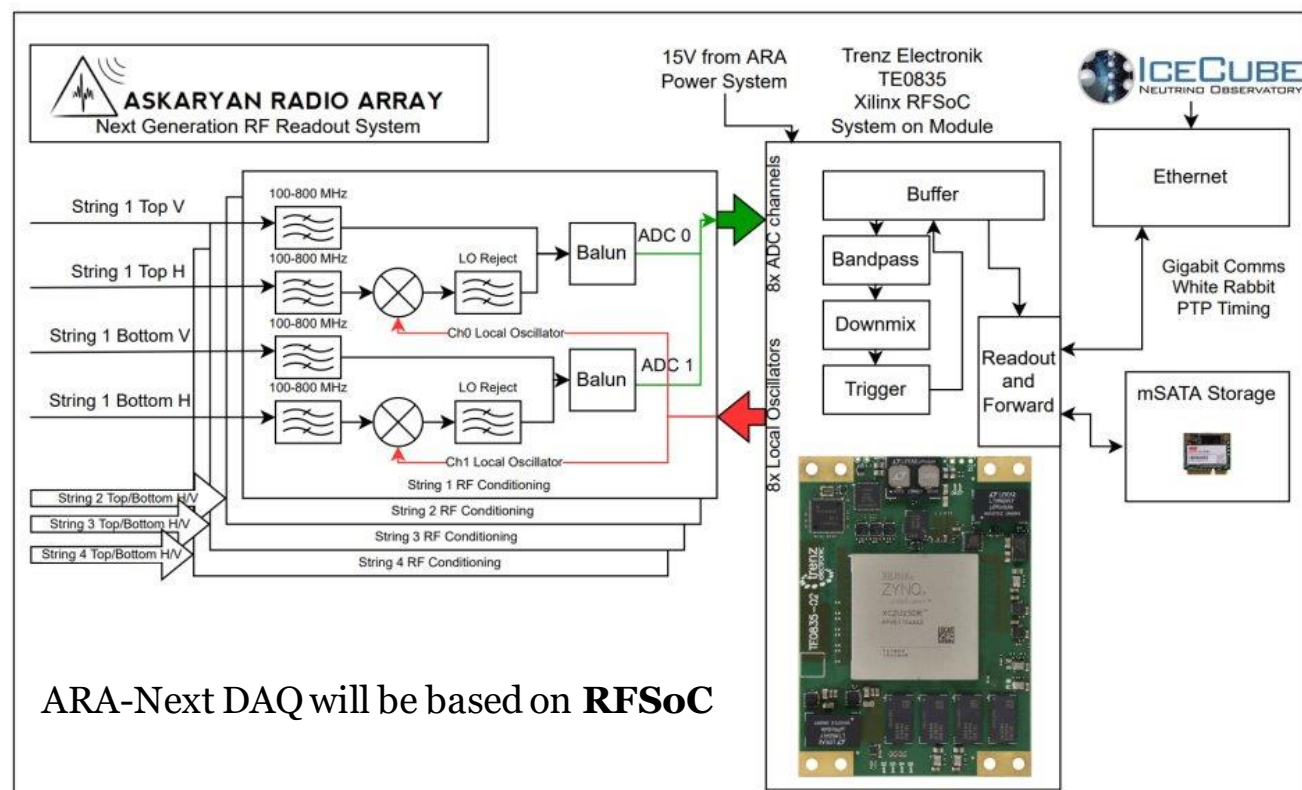 ASKARYAN RADIO ARRAY
Next Generation RF Readout System
15V from ARA
Power System
Trenz Electronik
TE0835
Xilinx RFSoC
System on Module
ICECUBE
NEUTRINO OBSERVATORY
Ethernet
Gigabit Comms
White Rabbit
PTP Timing
mSATA Storage
String 1 Top V
String 1 Top H
String 1 Bottom V
String 1 Bottom H
100-800 MHz
100-800 MHz
100-800 MHz
100-800 MHz
LO Reject
LO Reject
Balun
Balun
ADC 0
ADC 1
Ch0 Local Oscillator
Ch1 Local Oscillator
String 1 RF Conditioning
String 2 RF Conditioning
String 3 RF Conditioning
String 4 RF Conditioning
String 2 Top/Bottom H/V
String 3 Top/Bottom H/V
String 4 Top/Bottom H/V
8x ADC channels
8x Local Oscillators
Buffer
Bandpass
Downmix
Trigger
Readout
and
Forward
trenz
electronic
TE0835-02
XILINX
ZYNQ
XCZU25DR
ARA-Next DAQ will be based on RFSoC